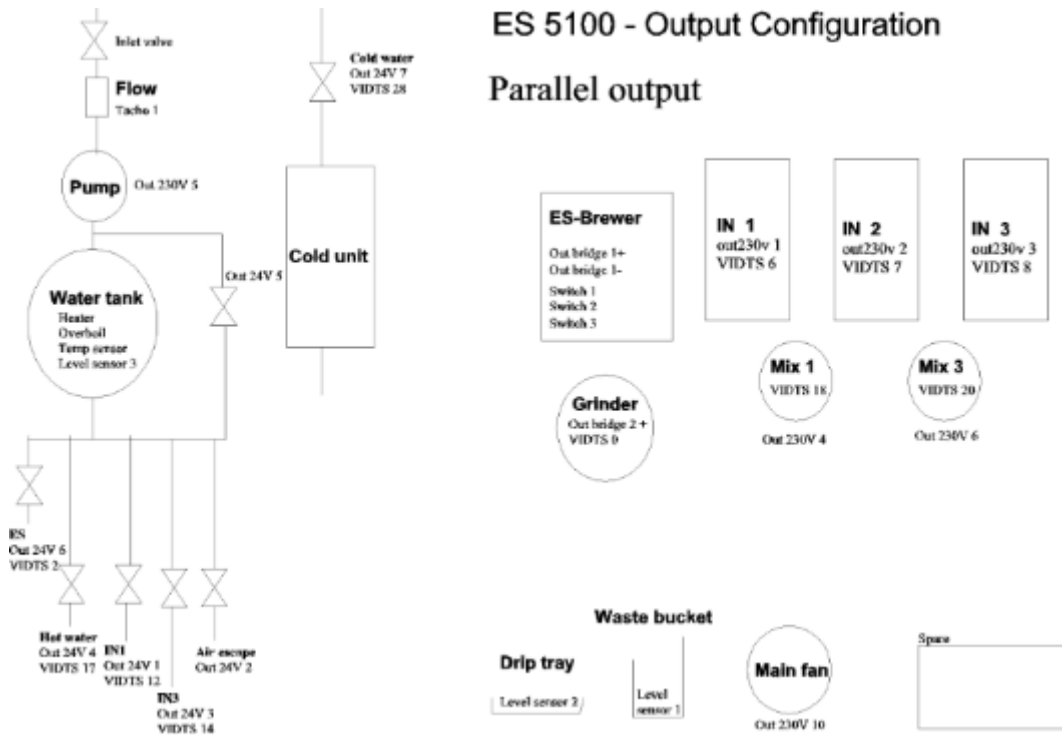 ES 5100 - Output Configuration
Parallel output
Inlet valve
Flow
Tacho 1
Pump
Out 230V 5
Water tank
Heater
Overboil
Temp sensor
Level sensor 3
Out 24V 5
Cold water
Out 24V 7
VIDTS 28
Cold unit
ES
Out 24V 6
VIDTS 2
Hot water
Out 24V 4
VIDTS 17
IN1
Out 24V 1
VIDTS 12
IN3
Out 24V 3
VIDTS 14
Air escape
Out 24V 2
ES-Brewer
Out bridge 1+
Out bridge 1-
Switch 1
Switch 2
Switch 3
IN 1
out230v 1
VIDTS 6
IN 2
out230v 2
VIDTS 7
IN 3
out230v 3
VIDTS 8
Grinder
Out bridge 2 +
VIDTS 0
Mix 1
VIDTS 18
Out 230V 4
Mix 3
VIDTS 20
Out 230V 6
Drip tray
Level sensor 2
Waste bucket
Level
sensor 1
Main fan
Out 230V 10
Spare